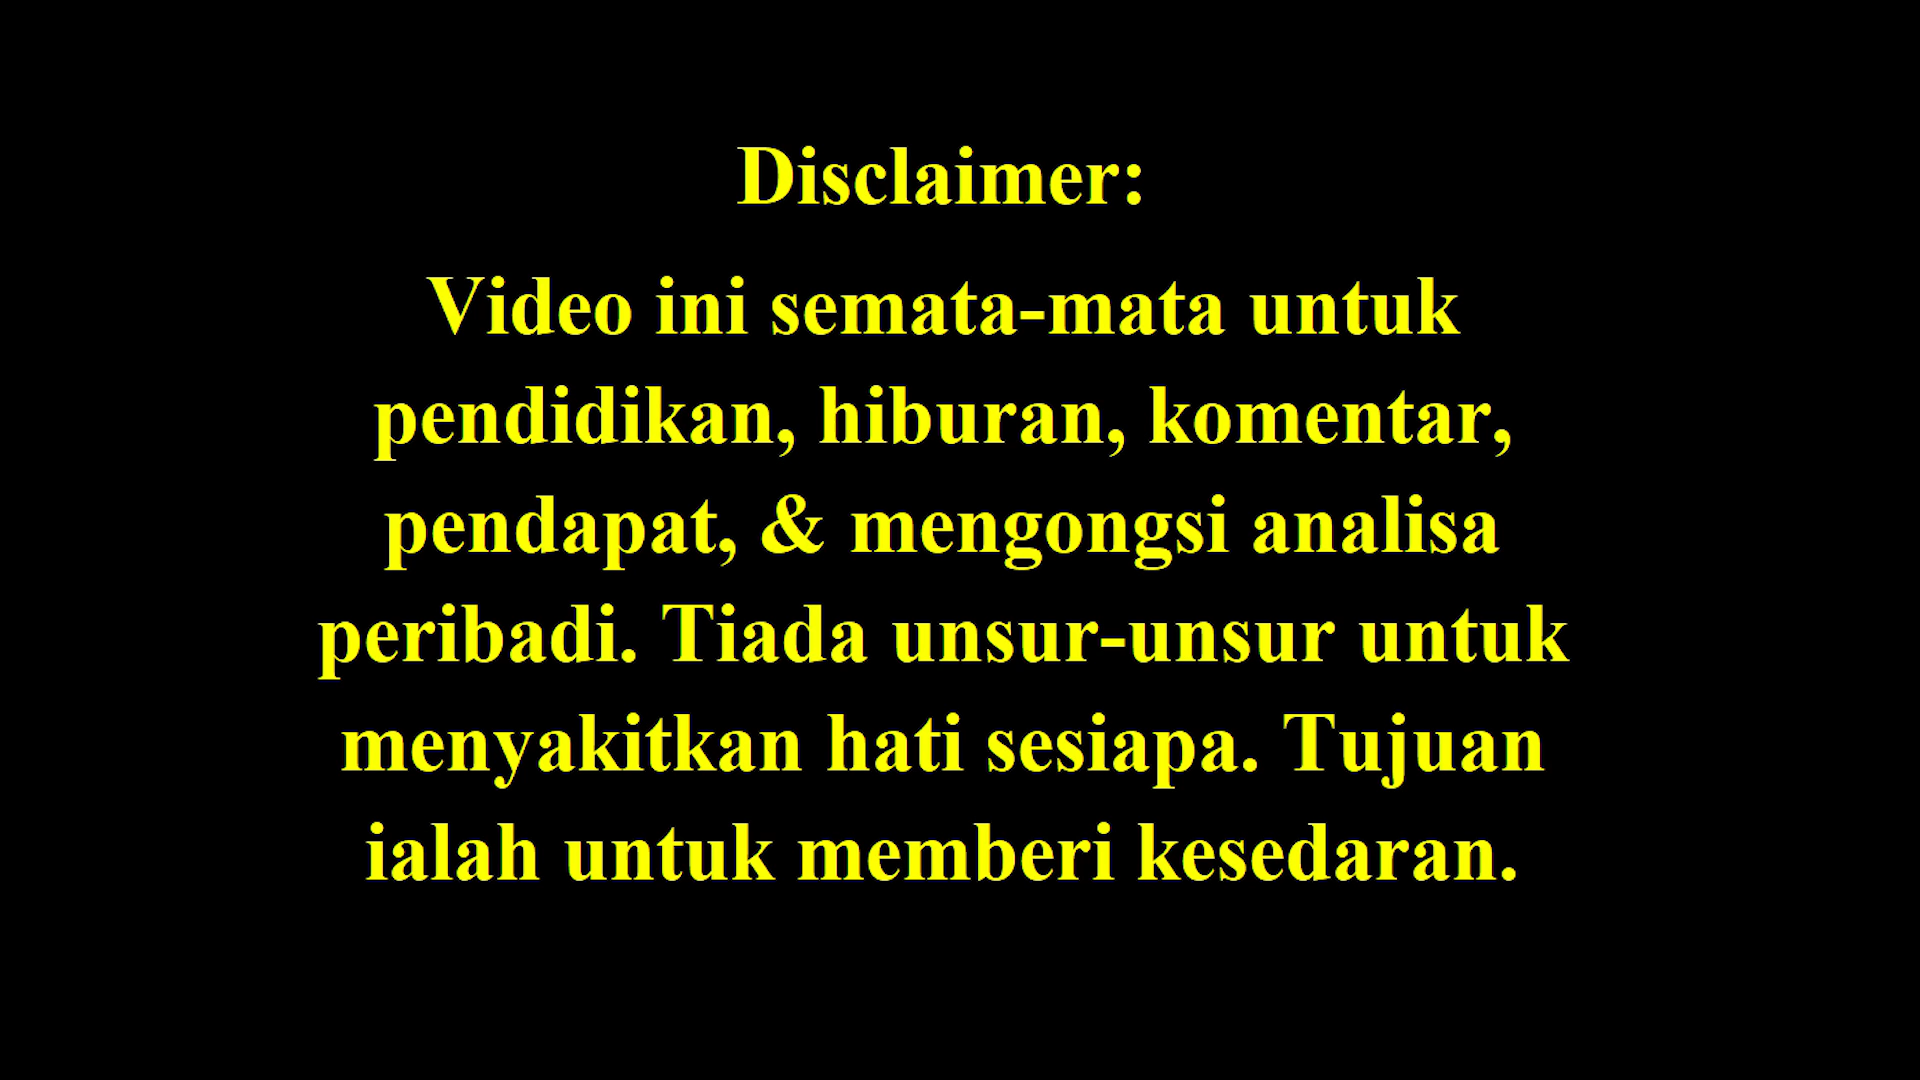 Disclaimer:
Video ini semata-mata untuk
pendidikan, hiburan, komentar,
pendapat, & mengongsi analisa
peribadi. Tiada unsur-unsur untuk
menyakitkan hati sesiapa. Tujuan
ialah untuk memberi kesedaran.